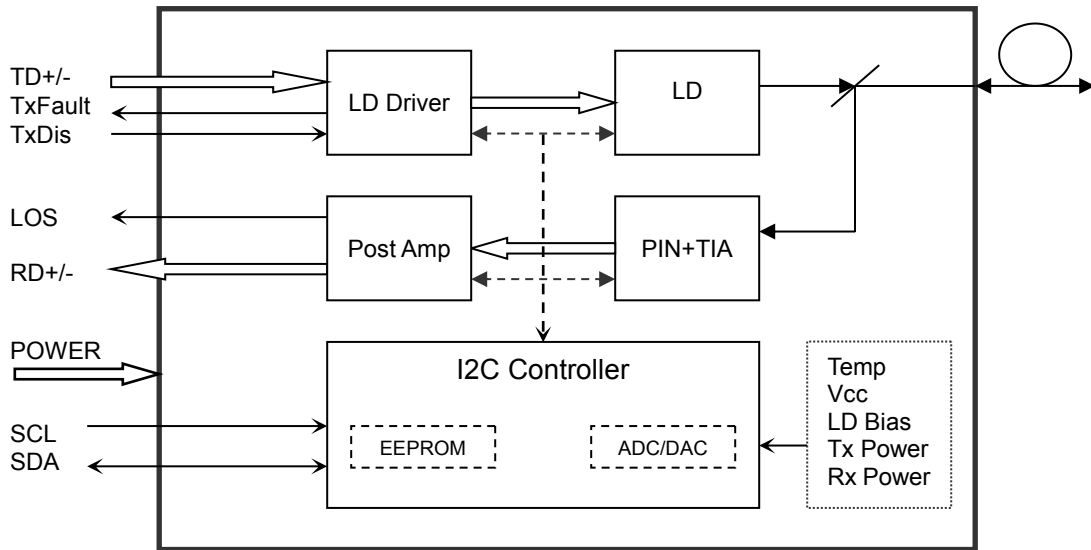 TD+/-
TxFault
TxDis
LD Driver
LD
LOS
RD+/-
Post Amp
PIN+TIA
POWER
SCL
SDA
I2C Controller
EEPROM
ADC/DAC
Temp
Vcc
LD Bias
Tx Power
Rx Power